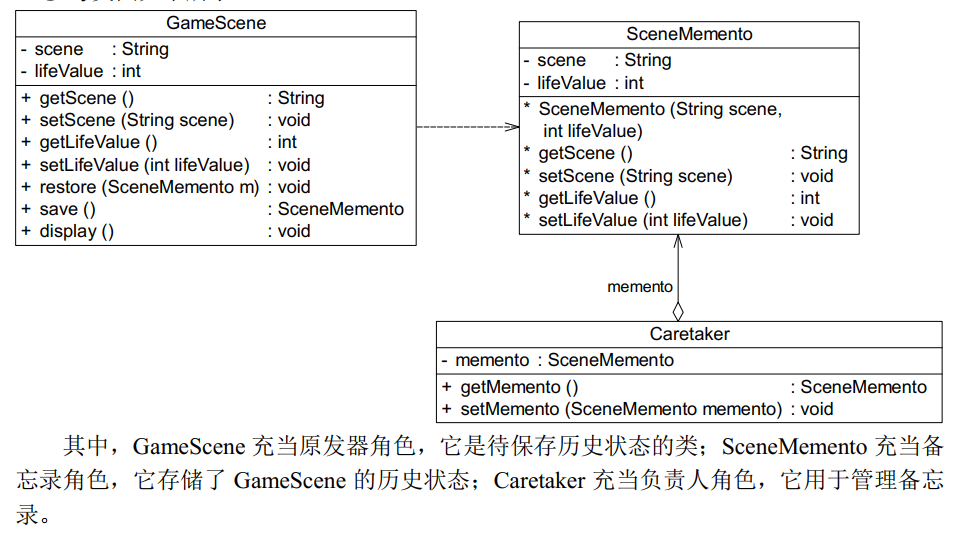 GameScene
- scene : String
- lifeValue : int
+ getScene () : String
+ setScene (String scene) : void
+ getLifeValue () : int
+ setLifeValue (int lifeValue) : void
+ restore (SceneMemento m) : void
+ save () : SceneMemento
+ display () : void
SceneMemento
- scene : String
- lifeValue : int
* SceneMemento (String scene,
int lifeValue)
* getScene () : String
* setScene (String scene) : void
* getLifeValue () : int
* setLifeValue (int lifeValue) : void
memento
Caretaker
- memento : SceneMemento
+ getMemento () : SceneMemento
+ setMemento (SceneMemento memento) : void
其中，GameScene 充当原发器角色，它是待保存历史状态的类；SceneMemento 充当备
忘录角色，它存储了 GameScene 的历史状态；Caretaker 充当负责人角色，它用于管理备忘
录。